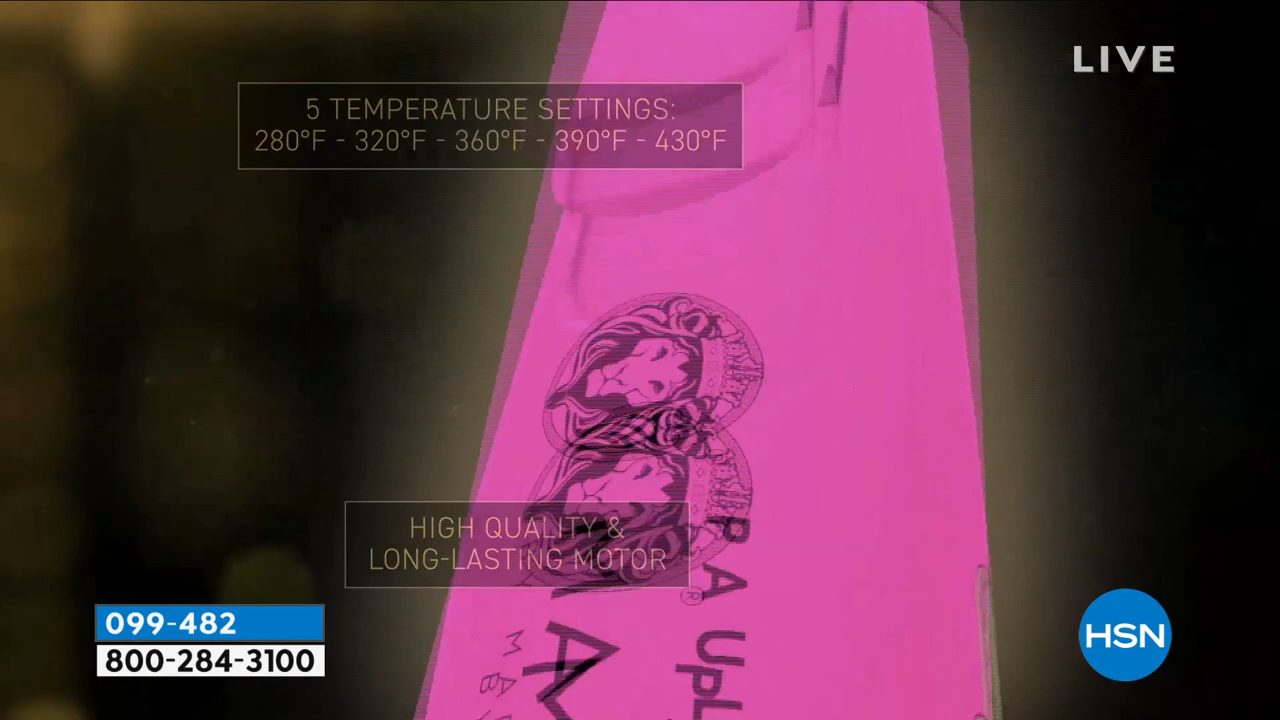 LIVE
5 TEMPERATURE SETTINGS:
280°F - 320°F - 360°F - 390°F - 430°F
HIGH QUALITY &
LONG-LASTING MOTOR
099-482
800-284-3100
HSN